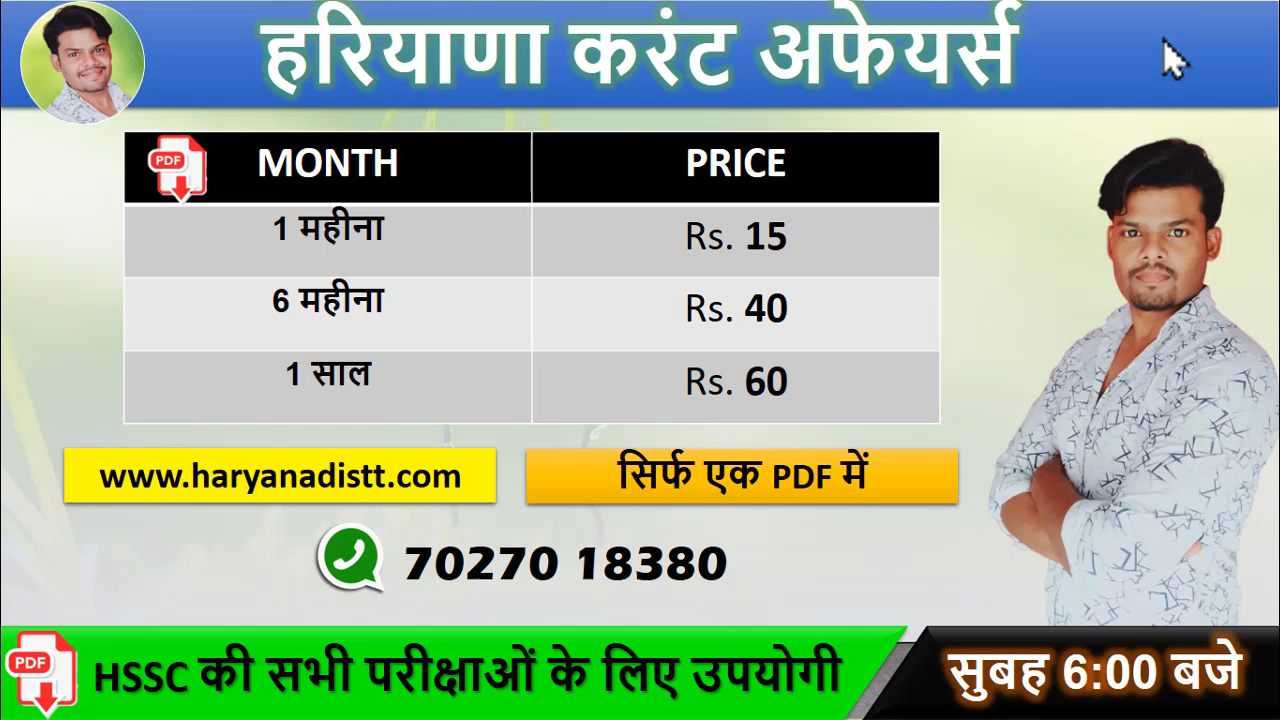 हरियाणा करंट अफेयर्स
PDF MONTH PRICE
1 महीना Rs. 15
6 महीना Rs. 40
1 साल Rs. 60
www.haryanadistt.com सिर्फ एक PDF में
70270 18380
PDF HSSC की सभी परीक्षाओं के लिए उपयोगी सुबह 6:00 बजे